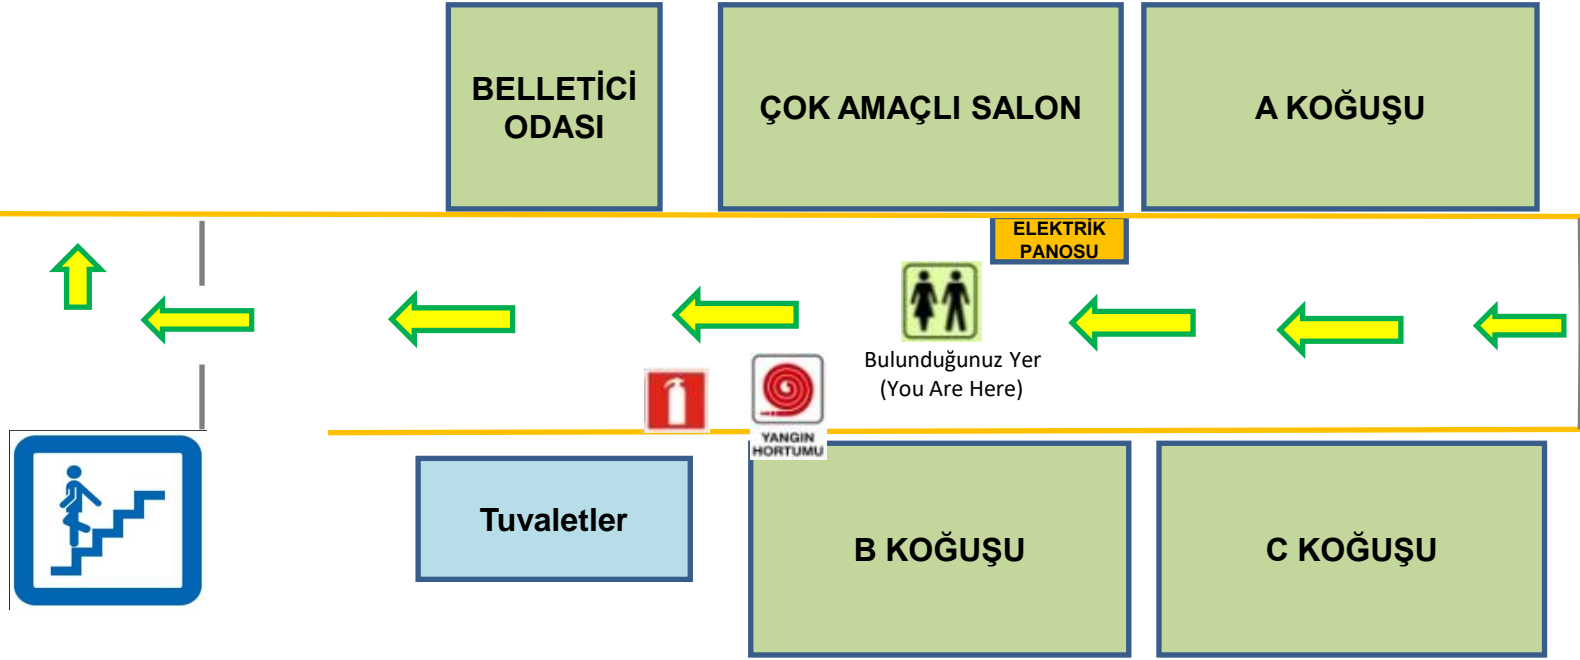 BELLETİCİ
ODASI
ÇOK AMAÇLI SALON
A KOĞUŞU
ELEKTRİK
PANOSU
Bulunduğunuz Yer
(You Are Here)
YANGIN
HORTUMU
Tuvaletler
B KOĞUŞU
C KOĞUŞU